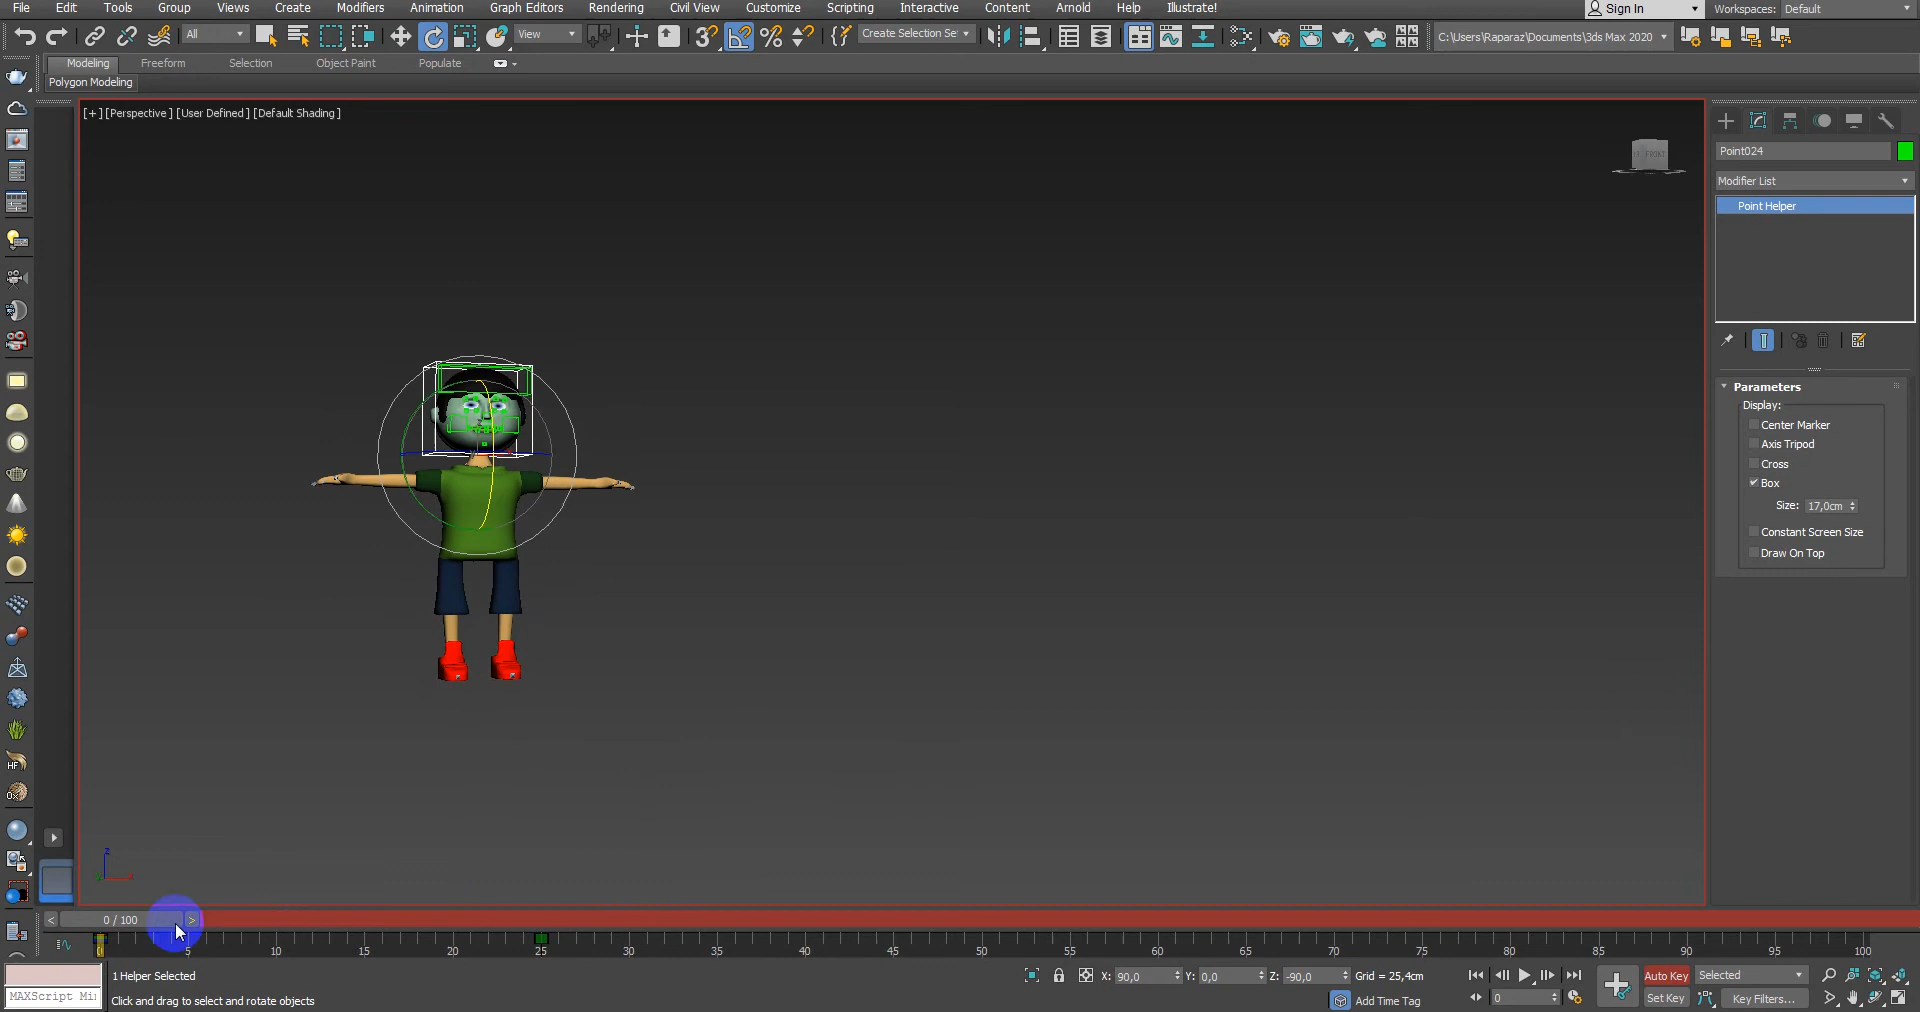 File Edit Tools Group Views Create Modifiers Animation Graph Editors Rendering Civil View Customize Scripting Interactive Content Arnold Help Illustrate! Sign In Workspaces: Default
All View Create Selection Se C:\Users\Raparaz\Documents\3ds Max 2020
Modeling Freeform Selection Object Paint Populate
Polygon Modeling
[+] [Perspective] [User Defined] [Default Shading]
FRONT
Point024
Modifier List
Point Helper
Parameters
Display:
Center Marker
Axis Tripod
Cross
Box
Size: 17,0cm
Constant Screen Size
Draw On Top
HF
z
x
< 0 / 100 >
0 5 10 15 20 25 30 35 40 45 50 55 60 65 70 75 80 85 90 95 100
1 Helper Selected X: 90,0 Y: 0,0 Z: -90,0 Grid = 25,4cm Auto Key Selected
MAXScript Mi Click and drag to select and rotate objects Add Time Tag 0 Set Key Key Filters...